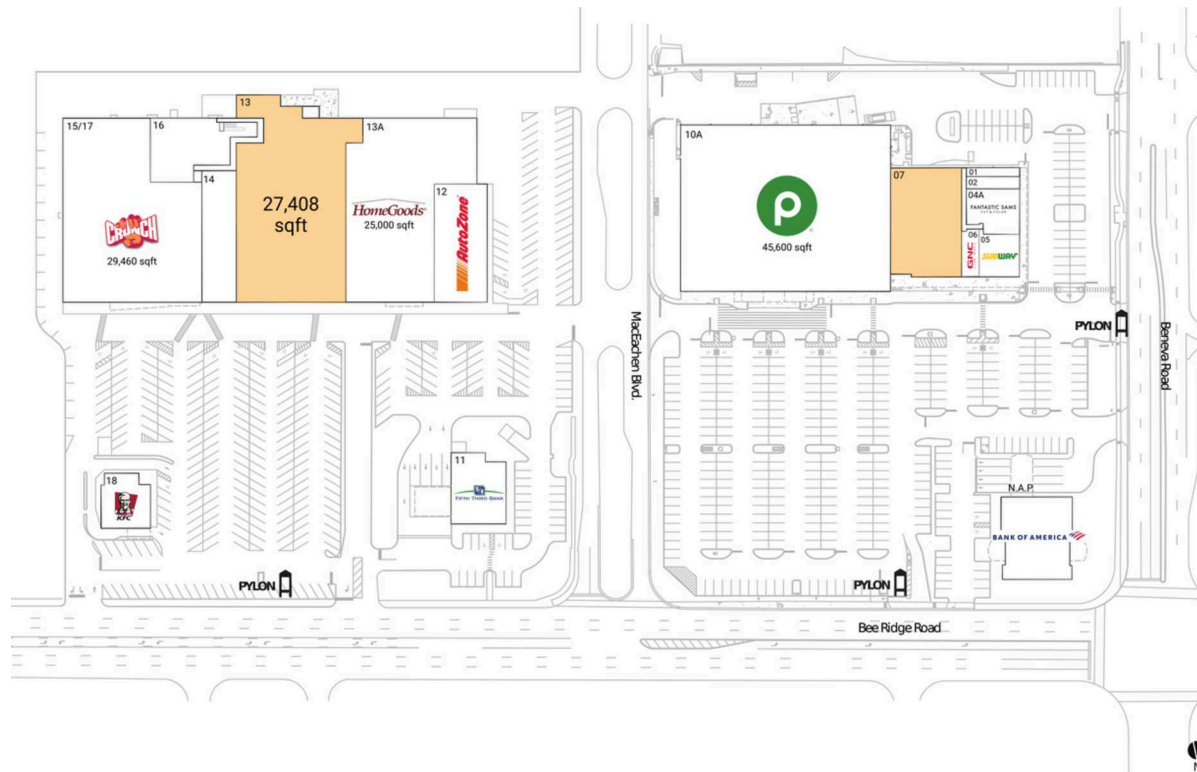 13
15/17
16
13A
14
12
27,408
sqft
HomeGoods
25,000 sqft
AutoZone
CRUNCH
29,460 sqft
10A
P
45,600 sqft
07
01
02
04A
FANTASTIC SAMS
CUT & COLOR
06
05
GNC
SUBWAY
MacEachen Blvd.
PYLON
Beneva Road
11
FIFTH THIRD BANK
18
KFC
N.A.P.
BANK OF AMERICA
PYLON
PYLON
Bee Ridge Road